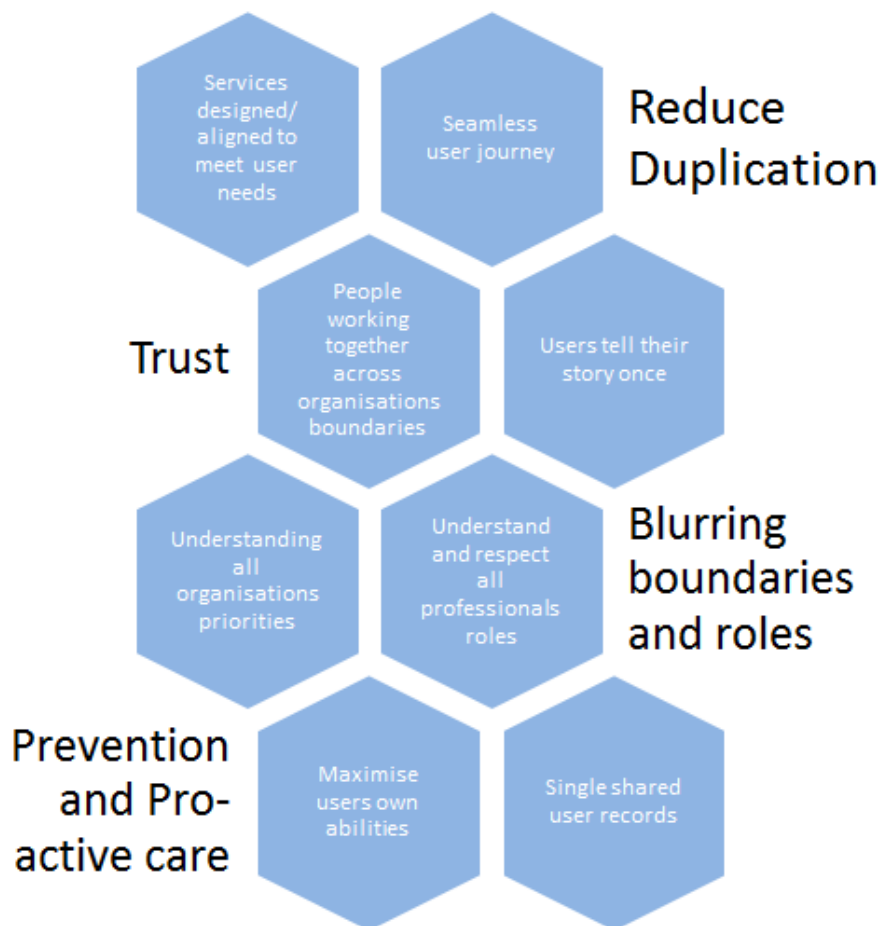 Services
designed/
aligned to
meet user
needs
Seamless
user journey
Reduce
Duplication
Trust
People
working
together
across
organisations
boundaries
Users tell their
story once
Understanding
all
organisations
priorities
Understand
and respect
all
professionals
roles
Blurring
boundaries
and roles
Prevention
and Pro-
active care
Maximise
users own
abilities
Single shared
user records